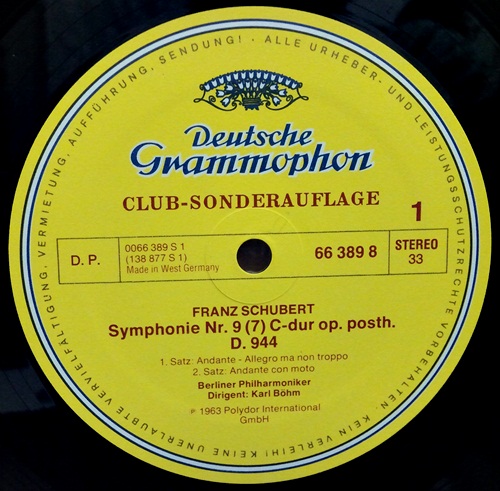 ALLE URHEBER- UND LEISTUNGSSCHUTZRECHTE VORBEHALTEN. KEIN VERLEIH! KEINE UNERLAUBTE VERVIELFÄLTIGUNG, VERMIETUNG, AUFFÜHRUNG, SENDUNG! ·
Deutsche
Grammophon
CLUB-SONDERAUFLAGE
1
D. P.
0066 389 S 1
(138 877 S 1)
Made in West Germany
66 389 8
STEREO
33
FRANZ SCHUBERT
Symphonie Nr. 9 (7) C-dur op. posth.
D. 944
1. Satz: Andante - Allegro ma non troppo
2. Satz: Andante con moto
Berliner Philharmoniker
Dirigent: Karl Böhm
℗ 1963 Polydor International
GmbH